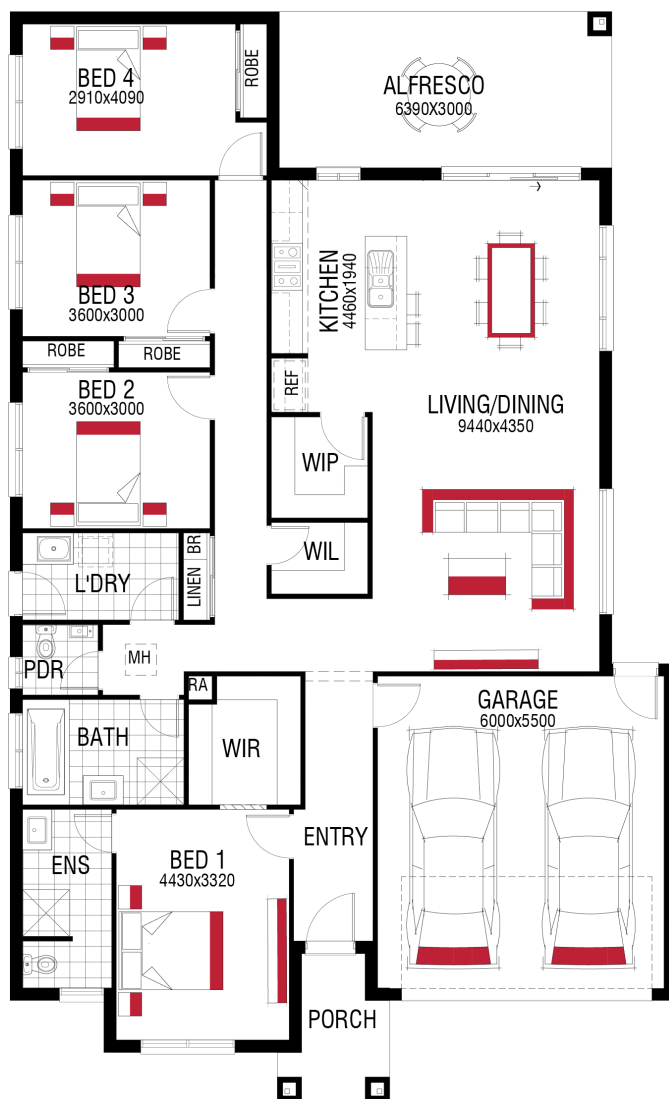 BED 4
2910x4090
ROBE
ALFRESCO
6390X3000
BED 3
3600x3000
KITCHEN
4460x1940
ROBE
ROBE
REF
BED 2
3600x3000
LIVING/DINING
9440x4350
WIP
WIL
L'DRY
LINEN
BR
PDR
MH
RA
GARAGE
6000x5500
BATH
WIR
ENTRY
ENS
BED 1
4430x3320
PORCH